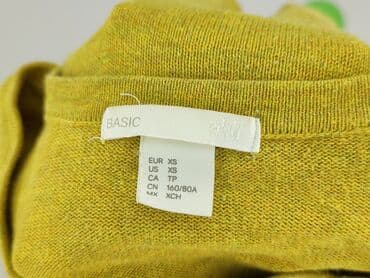 BASIC
EUR XS
US XS
CA TP
CN 160/80A
MX XCH